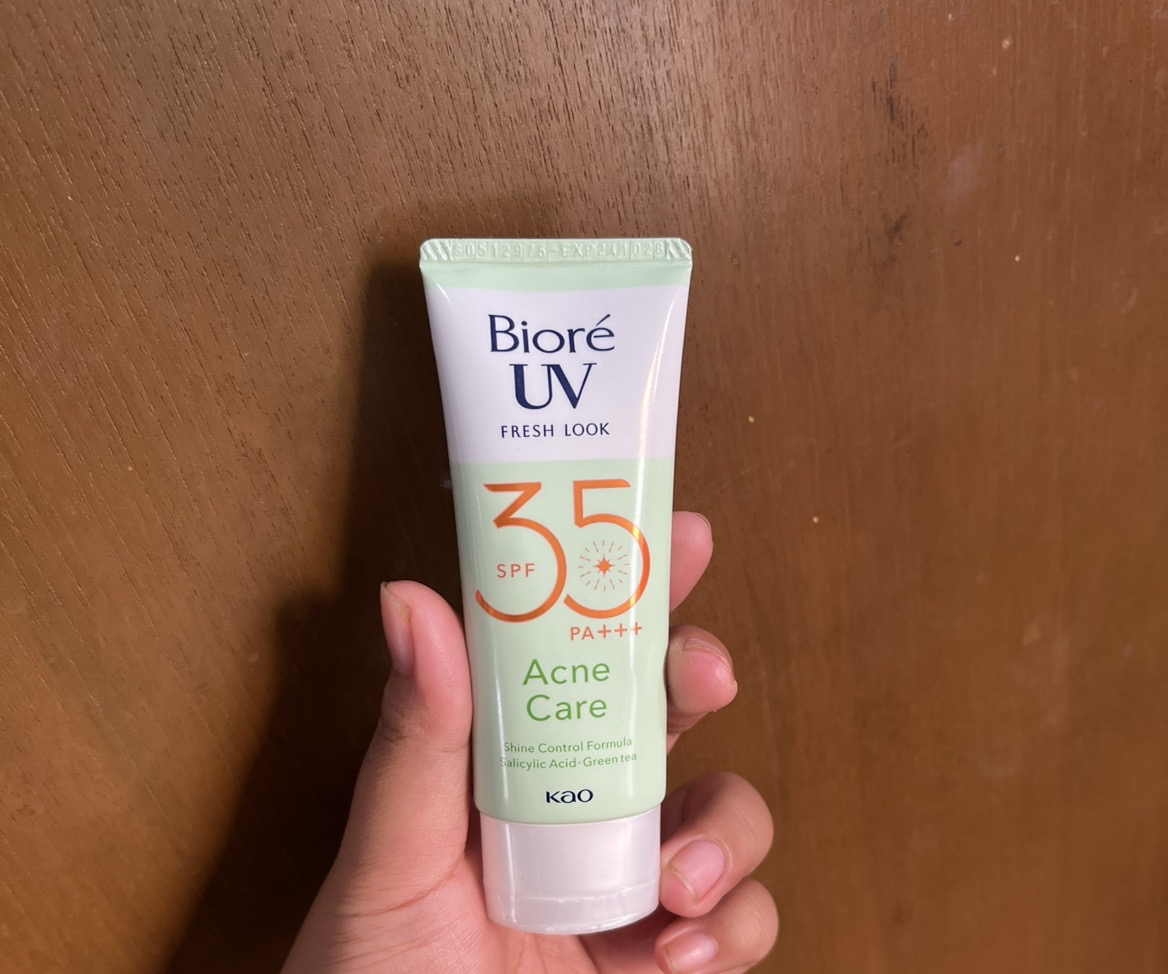 Bioré
UV
FRESH LOOK
35
SPF
PA+++
Acne
Care
Shine Control Formula
Salicylic Acid·Green tea
Kao